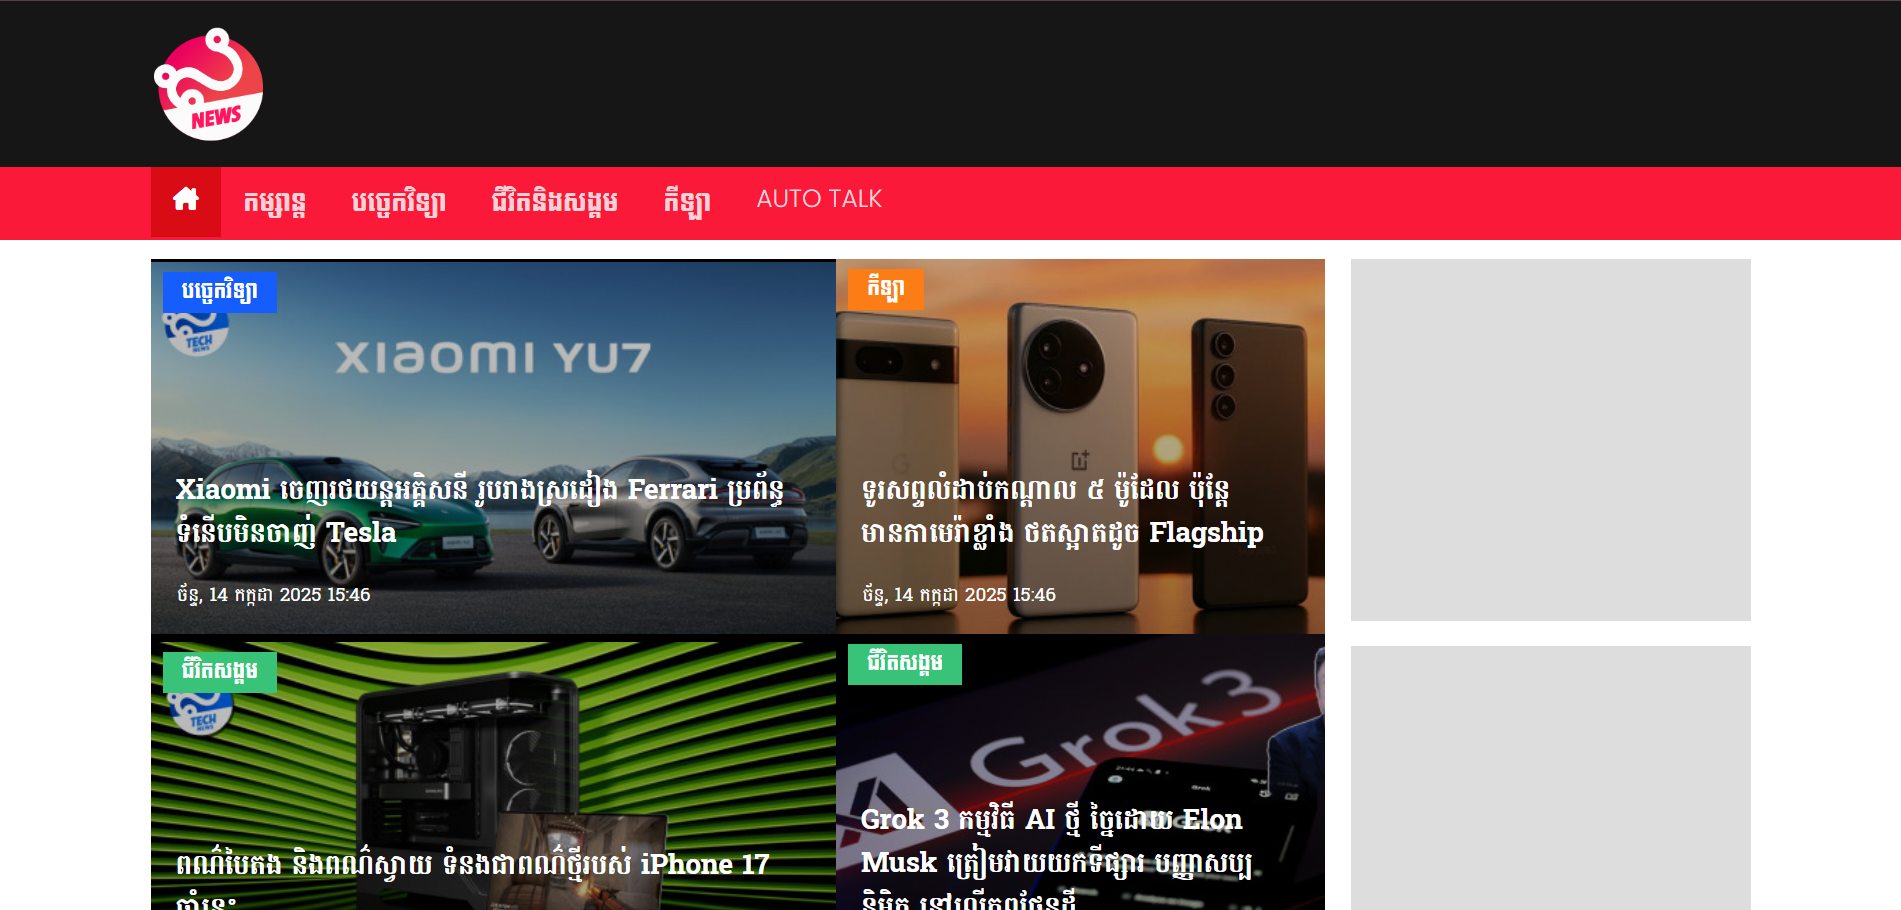 NEWS
កម្សាន្ត បច្ចេកវិទ្យា ជីវិតនិងសង្គម កីឡា AUTO TALK
បច្ចេកវិទ្យា
TECH
NEWS
XIAOMI YU7
Xiaomi ចេញរថយន្តអគ្គិសនី រូបរាងស្រដៀង Ferrari ប្រព័ន្ធ
ទំនើបមិនចាញ់ Tesla
ច័ន្ទ, 14 កក្កដា 2025 15:46
កីឡា
ទូរសព្ទលំដាប់កណ្តាល ៥ ម៉ូដែល ប៉ុន្តែ
មានកាមេរ៉ាខ្លាំង ថតស្អាតដូច Flagship
ច័ន្ទ, 14 កក្កដា 2025 15:46
ជីវិតសង្គម
TECH
NEWS
ពណ៌បៃតង និងពណ៌ស្វាយ ទំនងជាពណ៌ថ្មីរបស់ iPhone 17
ជីវិតសង្គម
Grok 3
Grok 3 កម្មវិធី AI ថ្មី ច្នៃដោយ Elon
Musk ត្រៀមវាយយកទីផ្សារ បញ្ញាសប្ប
និម្មិត នៅលើភពផែនដី